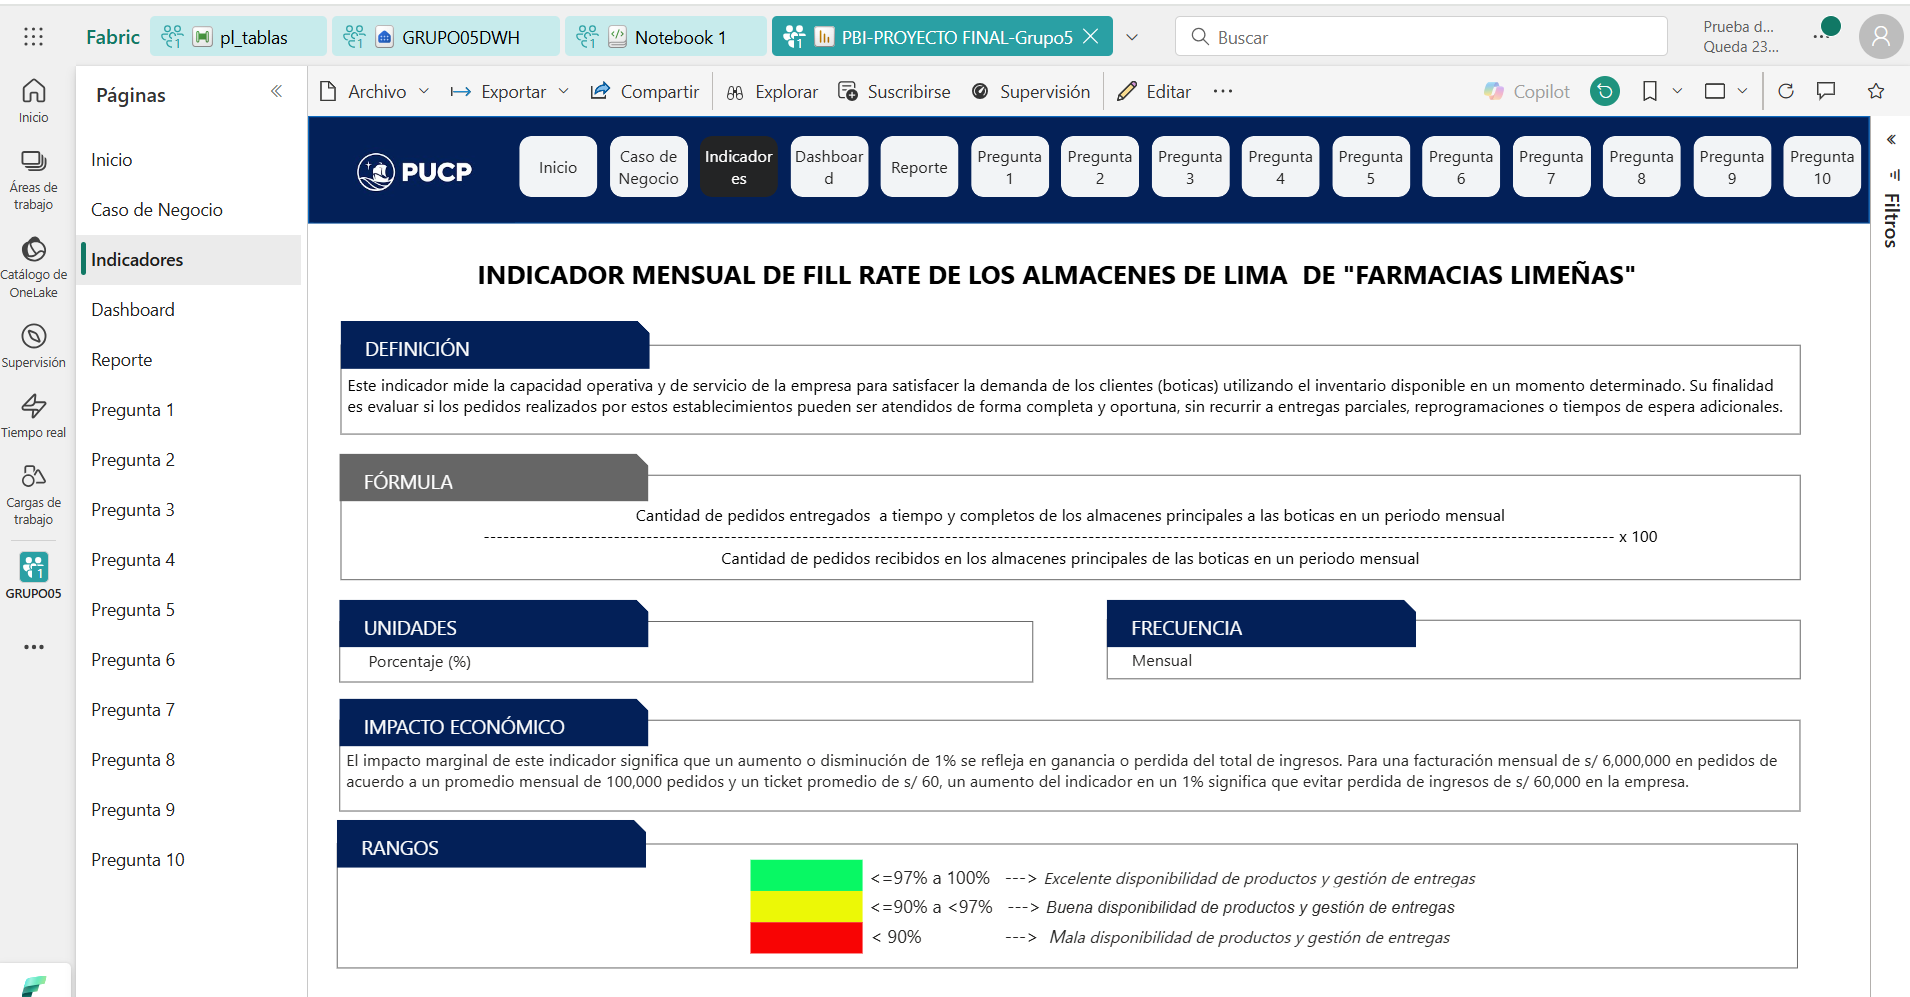 Fabric
pl_tablas
GRUPO05DWH
Notebook 1
PBI-PROYECTO FINAL-Grupo5
Buscar
Prueba d...
Queda 23...
Inicio
Áreas de
trabajo
Catálogo de
OneLake
Supervisión
Tiempo real
Cargas de
trabajo
GRUPO05
Páginas
Inicio
Caso de Negocio
Indicadores
Dashboard
Reporte
Pregunta 1
Pregunta 2
Pregunta 3
Pregunta 4
Pregunta 5
Pregunta 6
Pregunta 7
Pregunta 8
Pregunta 9
Pregunta 10
Archivo
Exportar
Compartir
Explorar
Suscribirse
Supervisión
Editar
Copilot
PUCP
Inicio
Caso de
Negocio
Indicador
es
Dashboar
d
Reporte
Pregunta
1
Pregunta
2
Pregunta
3
Pregunta
4
Pregunta
5
Pregunta
6
Pregunta
7
Pregunta
8
Pregunta
9
Pregunta
10
Filtros
INDICADOR MENSUAL DE FILL RATE DE LOS ALMACENES DE LIMA  DE "FARMACIAS LIMEÑAS"
DEFINICIÓN
Este indicador mide la capacidad operativa y de servicio de la empresa para satisfacer la demanda de los clientes (boticas) utilizando el inventario disponible en un momento determinado. Su finalidad
es evaluar si los pedidos realizados por estos establecimientos pueden ser atendidos de forma completa y oportuna, sin recurrir a entregas parciales, reprogramaciones o tiempos de espera adicionales.
FÓRMULA
Cantidad de pedidos entregados  a tiempo y completos de los almacenes principales a las boticas en un periodo mensual
------------------------------------------------------------------------------------------------------------------------ x 100
Cantidad de pedidos recibidos en los almacenes principales de las boticas en un periodo mensual
UNIDADES
Porcentaje (%)
FRECUENCIA
Mensual
IMPACTO ECONÓMICO
El impacto marginal de este indicador significa que un aumento o disminución de 1% se refleja en ganancia o perdida del total de ingresos. Para una facturación mensual de s/ 6,000,000 en pedidos de
acuerdo a un promedio mensual de 100,000 pedidos y un ticket promedio de s/ 60, un aumento del indicador en un 1% significa que evitar perdida de ingresos de s/ 60,000 en la empresa.
RANGOS
<=97% a 100%   ---> Excelente disponibilidad de productos y gestión de entregas
<=90% a <97%   ---> Buena disponibilidad de productos y gestión de entregas
< 90%   ---> Mala disponibilidad de productos y gestión de entregas